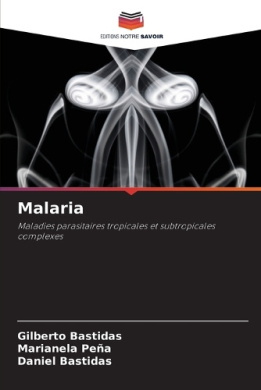 EDITIONS NOTRE SAVOIR
Malaria
Maladies parasitaires tropicales et subtropicales
complexes
Gilberto Bastidas
Marianela Peña
Daniel Bastidas